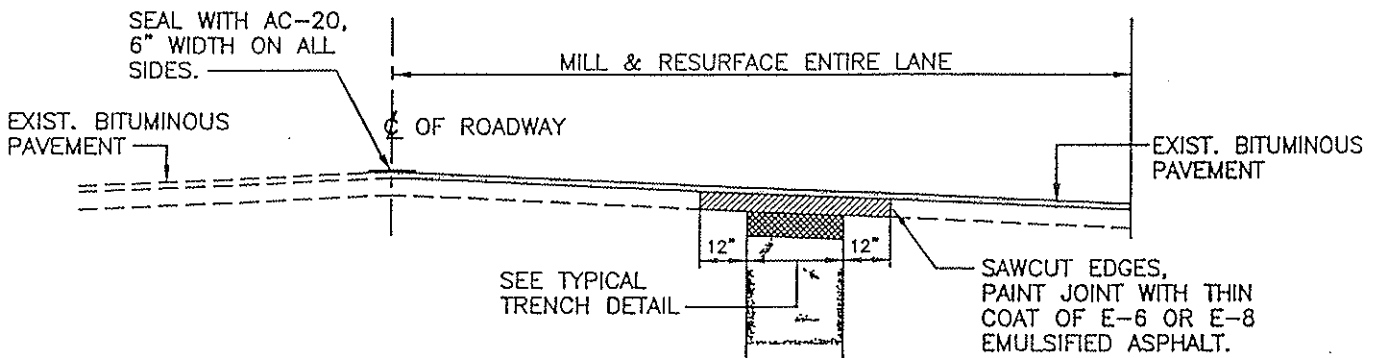 SEAL WITH AC-20,
6" WIDTH ON ALL
SIDES.
MILL & RESURFACE ENTIRE LANE
EXIST. BITUMINOUS
PAVEMENT
℄ OF ROADWAY
EXIST. BITUMINOUS
PAVEMENT
12"
12"
SEE TYPICAL
TRENCH DETAIL
SAWCUT EDGES,
PAINT JOINT WITH THIN
COAT OF E-6 OR E-8
EMULSIFIED ASPHALT.